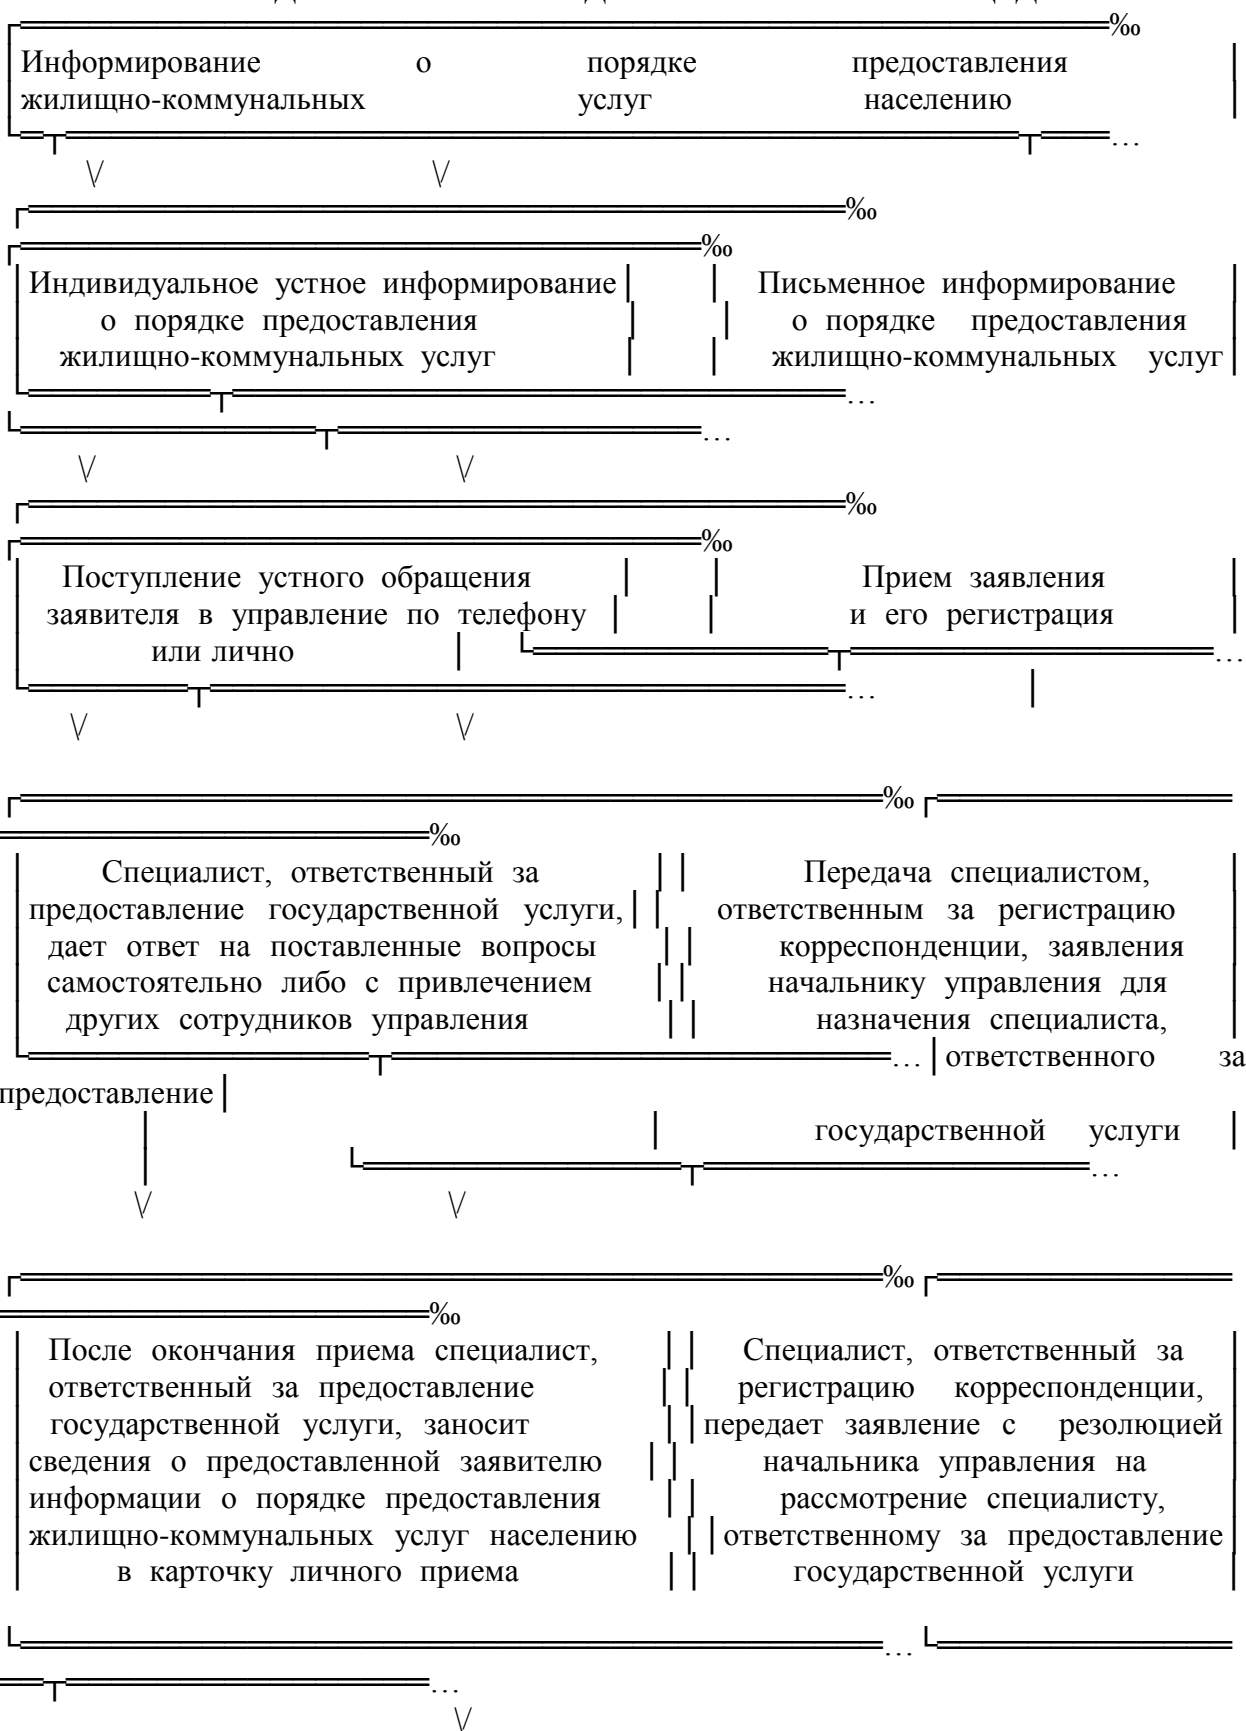 Информирование о порядке предоставления
жилищно-коммунальных услуг населению
Индивидуальное устное информирование Письменное информирование
о порядке предоставления о порядке предоставления
жилищно-коммунальных услуг жилищно-коммунальных услуг
Поступление устного обращения Прием заявления
заявителя в управление по телефону и его регистрация
или лично
Специалист, ответственный за Передача специалистом,
предоставление государственной услуги, ответственным за регистрацию
дает ответ на поставленные вопросы корреспонденции, заявления
самостоятельно либо с привлечением начальнику управления для
других сотрудников управления назначения специалиста,
ответственного за
предоставление
государственной услуги
После окончания приема специалист, Специалист, ответственный за
ответственный за предоставление регистрацию корреспонденции,
государственной услуги, заносит передает заявление с резолюцией
сведения о предоставленной заявителю начальника управления на
информации о порядке предоставления рассмотрение специалисту,
жилищно-коммунальных услуг населению ответственному за предоставление
в карточку личного приема государственной услуги